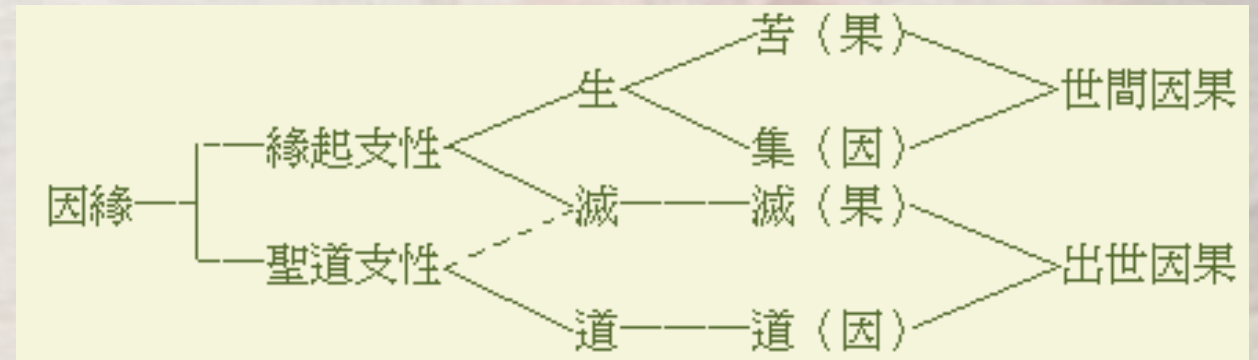 苦（果）
生
世間因果
緣起支性
集（因）
因緣
滅
滅（果）
聖道支性
出世因果
道
道（因）